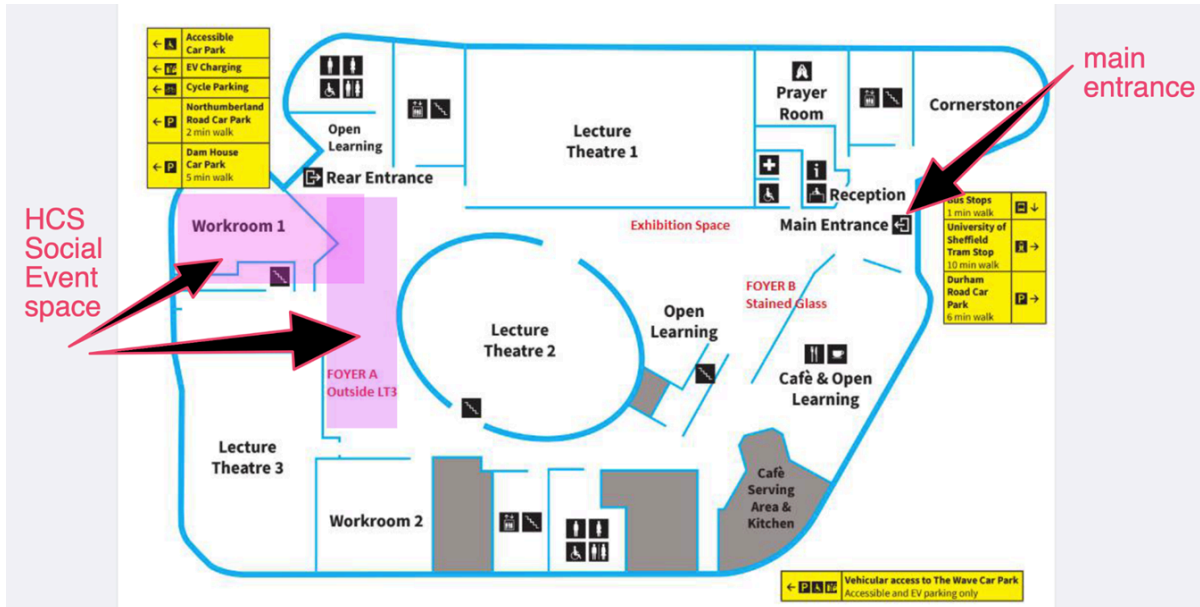 Accessible
Car Park
EV Charging
Cycle Parking
Northumberland
Road Car Park
2 min walk
Dam House
Car Park
5 min walk
Open
Learning
Rear Entrance
Lecture
Theatre 1
Prayer
Room
Cornerstone
main
entrance
Reception
Main Entrance
Exhibition Space
Bus Stops
1 min walk
University of
Sheffield
Tram Stop
10 min walk
Durham
Road Car
Park
6 min walk
HCS
Social
Event
space
Workroom 1
FOYER A
Outside LT3
Lecture
Theatre 2
Open
Learning
FOYER B
Stained Glass
Cafè & Open
Learning
Lecture
Theatre 3
Workroom 2
Cafè
Serving
Area &
Kitchen
Vehicular access to The Wave Car Park
Accessible and EV parking only